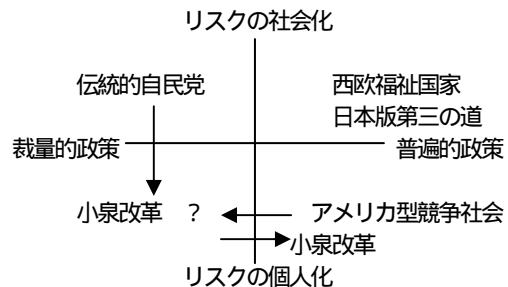 リスクの社会化
伝統的自民党
西欧福祉国家
日本版第三の道
裁量的政策
普遍的政策
小泉改革 ?
アメリカ型競争社会
小泉改革
リスクの個人化